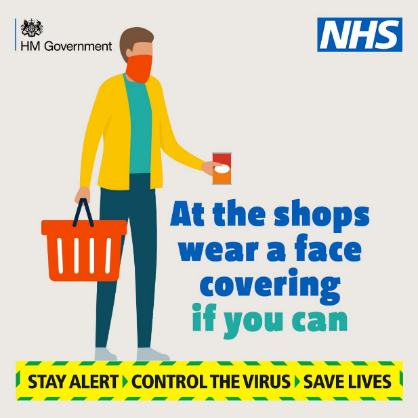 HM Government
NHS
At the shops
wear a face
covering
if you can
STAY ALERT CONTROL THE VIRUS SAVE LIVES